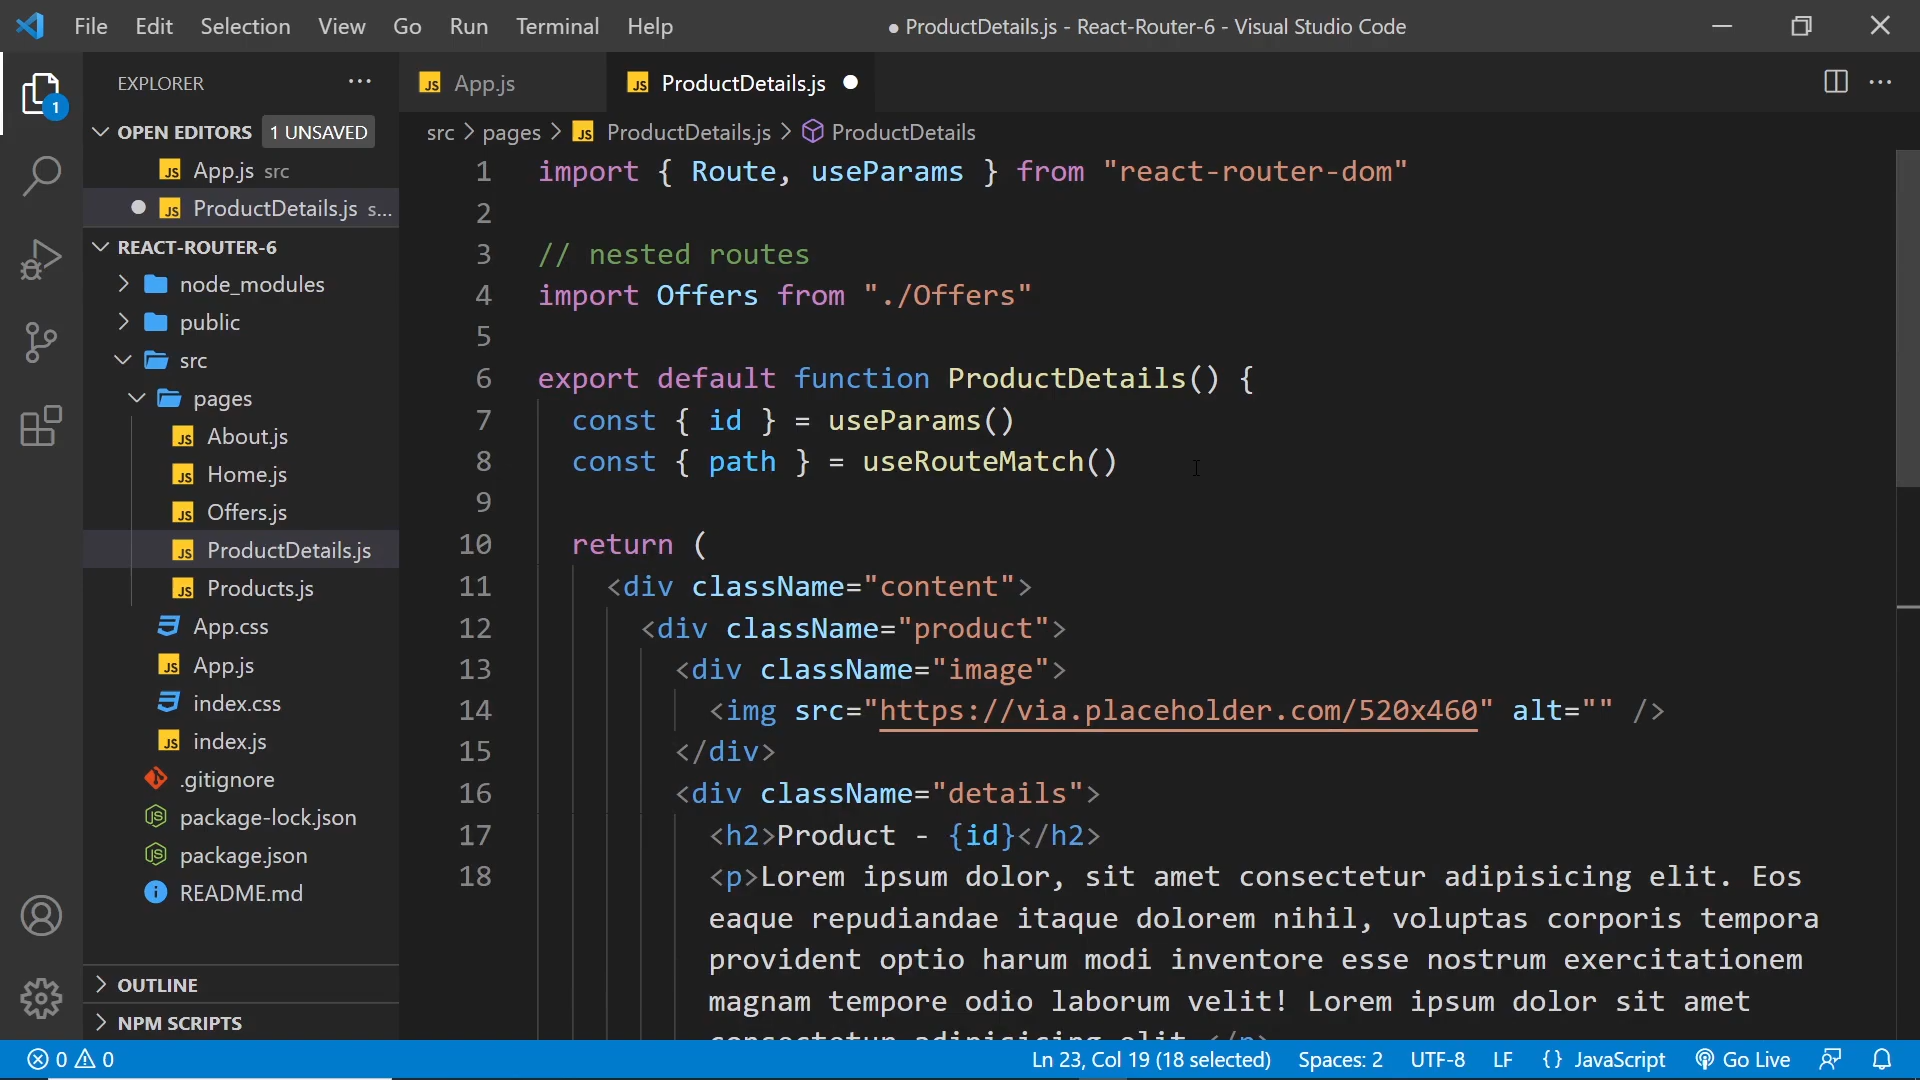 File Edit Selection View Go Run Terminal Help
● ProductDetails.js - React-Router-6 - Visual Studio Code
EXPLORER
1
OPEN EDITORS 1 UNSAVED
App.js src
ProductDetails.js s...
REACT-ROUTER-6
node_modules
public
src
pages
About.js
Home.js
Offers.js
ProductDetails.js
Products.js
App.css
App.js
index.css
index.js
.gitignore
package-lock.json
package.json
README.md
OUTLINE
NPM SCRIPTS
JS App.js
JS ProductDetails.js
src > pages > JS ProductDetails.js > ProductDetails
1 import { Route, useParams } from "react-router-dom"
2
3 // nested routes
4 import Offers from "./Offers"
5
6 export default function ProductDetails() {
7 const { id } = useParams()
8 const { path } = useRouteMatch()
9
10 return (
11 <div className="content">
12 <div className="product">
13 <div className="image">
14 <img src="https://via.placeholder.com/520x460" alt="" />
15 </div>
16 <div className="details">
17 <h2>Product - {id}</h2>
18 <p>Lorem ipsum dolor, sit amet consectetur adipisicing elit. Eos
eaque repudiandae itaque dolorem nihil, voluptas corporis tempora
provident optio harum modi inventore esse nostrum exercitationem
magnam tempore odio laborum velit! Lorem ipsum dolor sit amet
consectetur adipisicing elit.</p>
0 0
Ln 23, Col 19 (18 selected) Spaces: 2 UTF-8 LF {} JavaScript Go Live